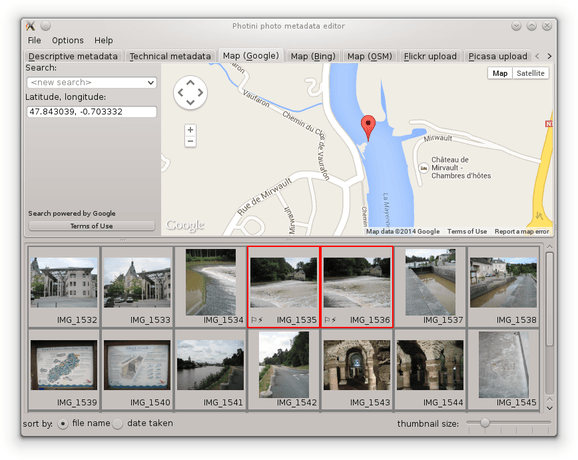 Photini photo metadata editor
File Options Help
Descriptive metadata Technical metadata Map (Google) Map (Bing) Map (OSM) Flickr upload Picasa upload
Search:
<new search>
Latitude, longitude:
47.843039, -0.703332
Search powered by Google
Terms of Use
Map Satellite
Vaufaron
Chemin du Clos de Vaufaron
Rue de Mirwault
Mirwault
Château de
Mirvault -
Chambres d'hôtes
La Mayenne
Chemin
N
Google
Map data ©2014 Google Terms of Use Report a map error
IMG_1532 IMG_1533 IMG_1534 IMG_1535 IMG_1536 IMG_1537 IMG_1538
IMG_1539 IMG_1540 IMG_1541 IMG_1542 IMG_1543 IMG_1544 IMG_1545
sort by: file name date taken thumbnail size: